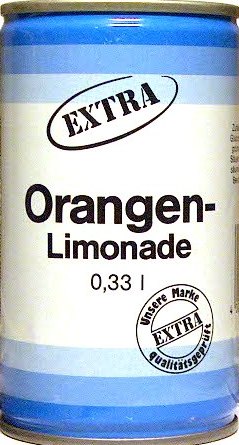 EXTRA
Orangen-
Limonade
0,33 l
Unsere Marke
EXTRA
qualitätsgeprüft